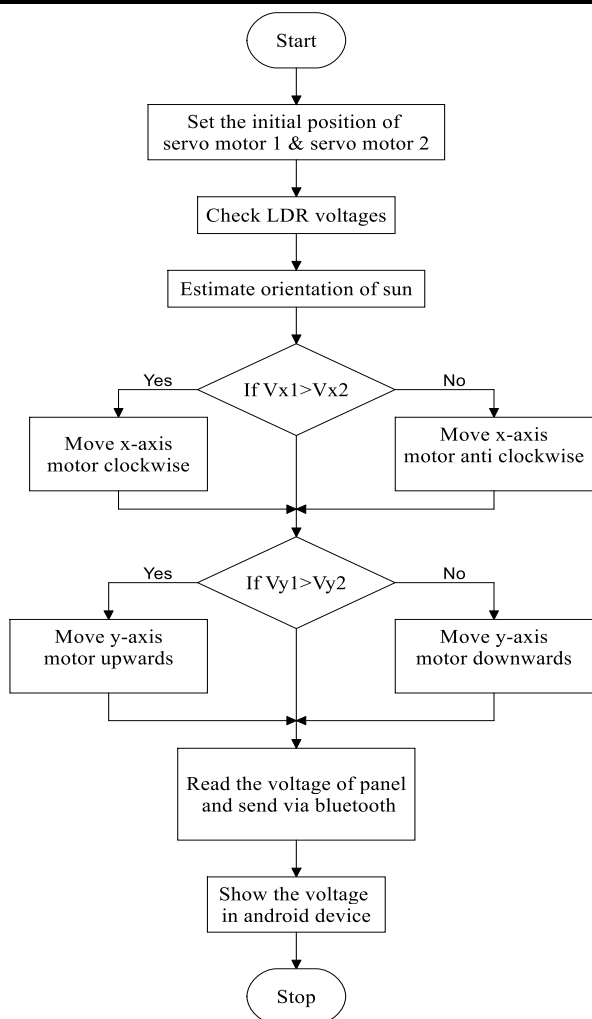 Start
Set the initial position of
servo motor 1 & servo motor 2
Check LDR voltages
Estimate orientation of sun
If Vx1>Vx2
Yes
No
Move x-axis
motor clockwise
Move x-axis
motor anti clockwise
If Vy1>Vy2
Yes
No
Move y-axis
motor upwards
Move y-axis
motor downwards
Read the voltage of panel
and send via bluetooth
Show the voltage
in android device
Stop